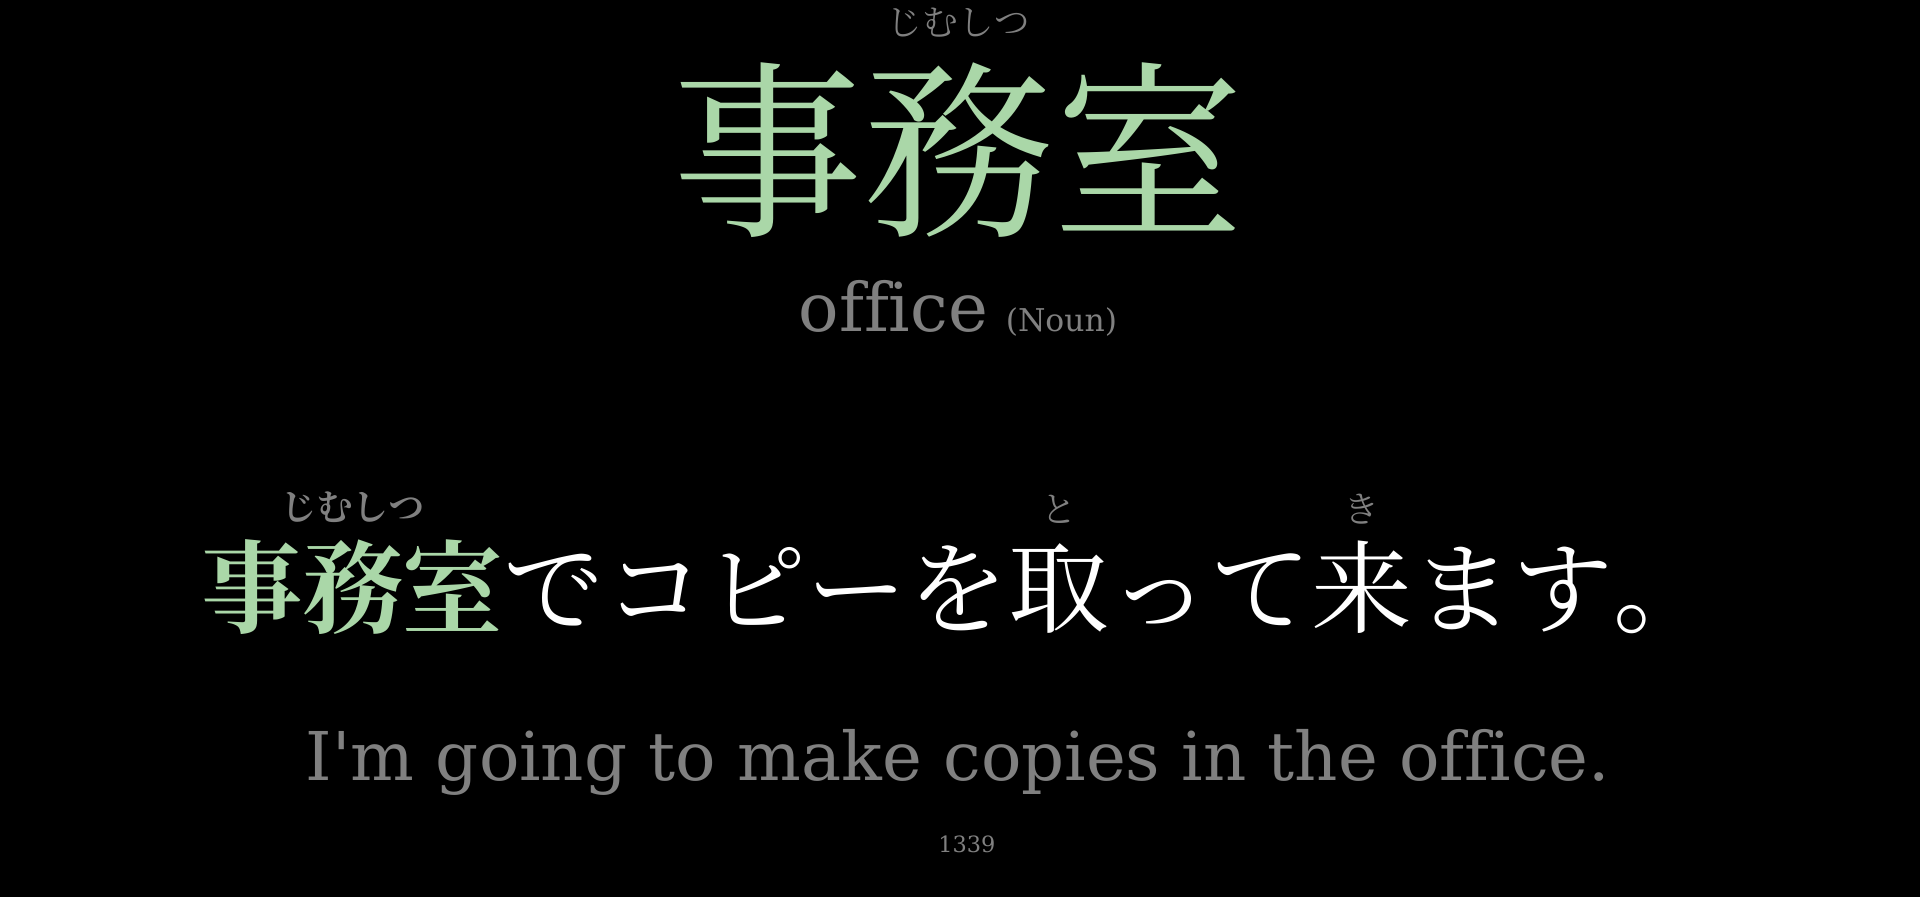 じむしつ
事務室
office (Noun)
じむしつ と き
事務室でコピーを取って来ます。
I'm going to make copies in the office.
1339